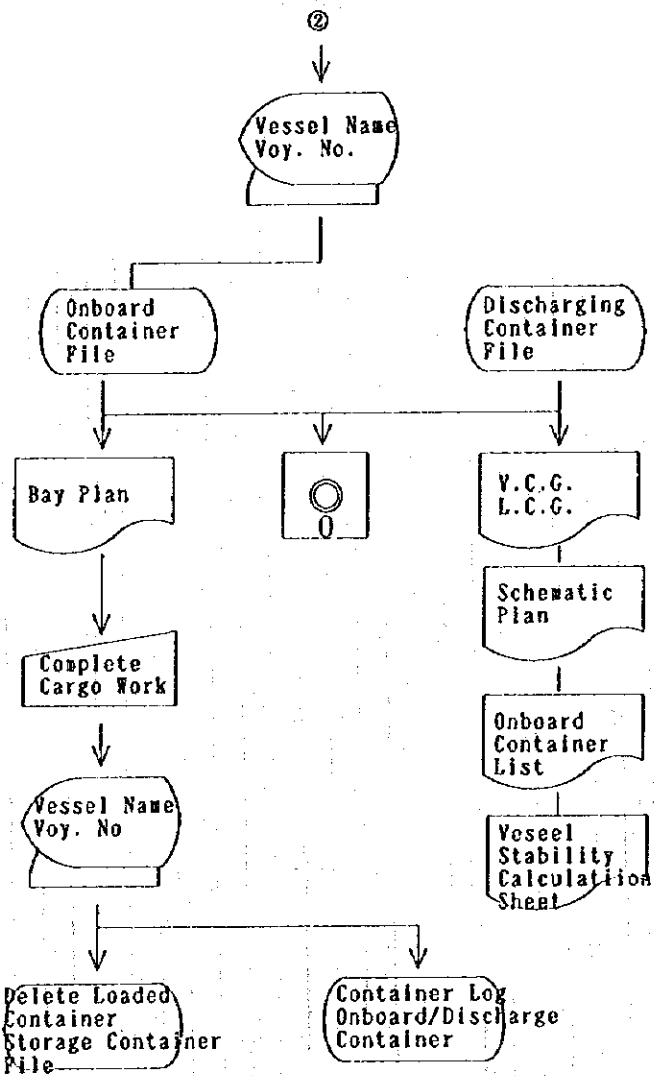 ②
Vessel Name
Voy. No.
Onboard
Container
File
Discharging
Container
File
Bay Plan
V.C.G.
L.C.G.
Schematic
Plan
Complete
Cargo Work
Onboard
Container
List
Vessel Name
Voy. No
Voseel
Stability
Calculatiion
Sheet
Delete Loaded
Container
Storage Container
File
Container Log
Onboard/Discharge
Container